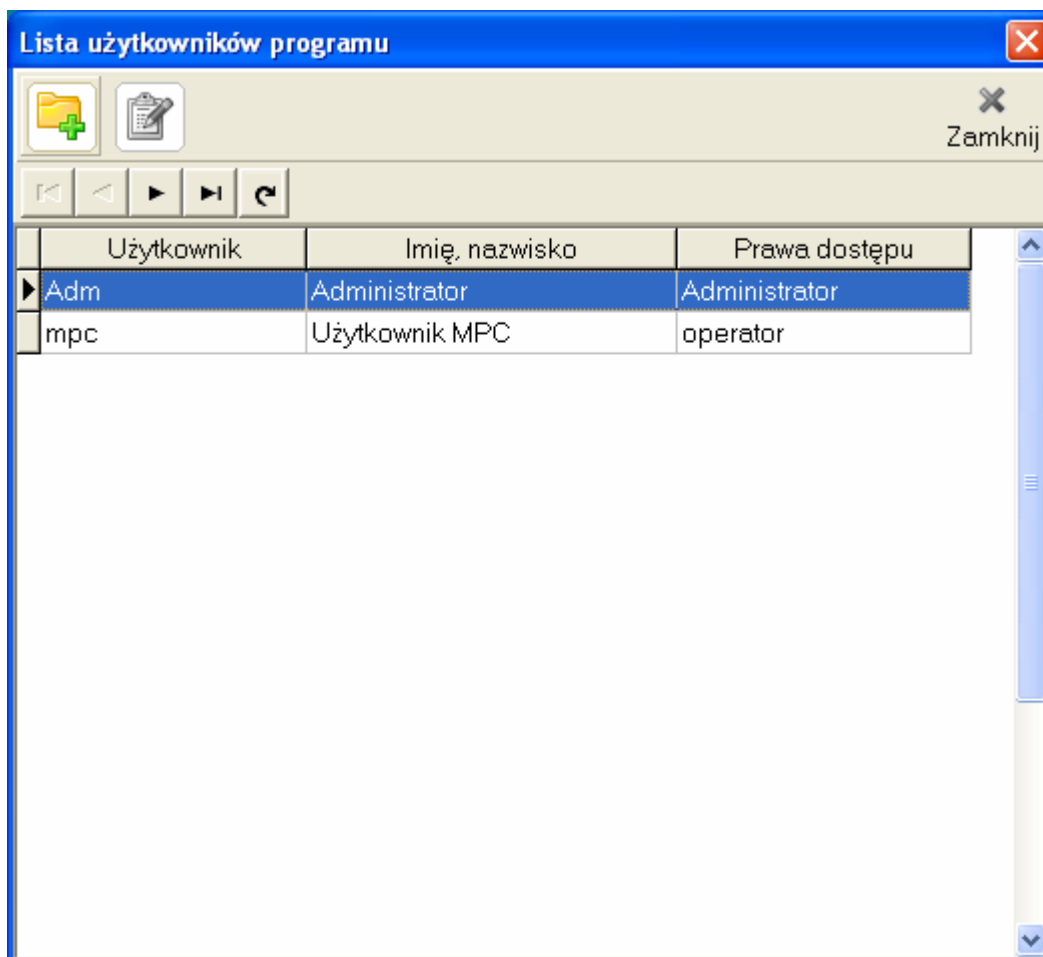 Lista użytkowników programu
Zamknij
Użytkownik Imię, nazwisko Prawa dostępu
Adm Administrator Administrator
mpc Użytkownik MPC operator